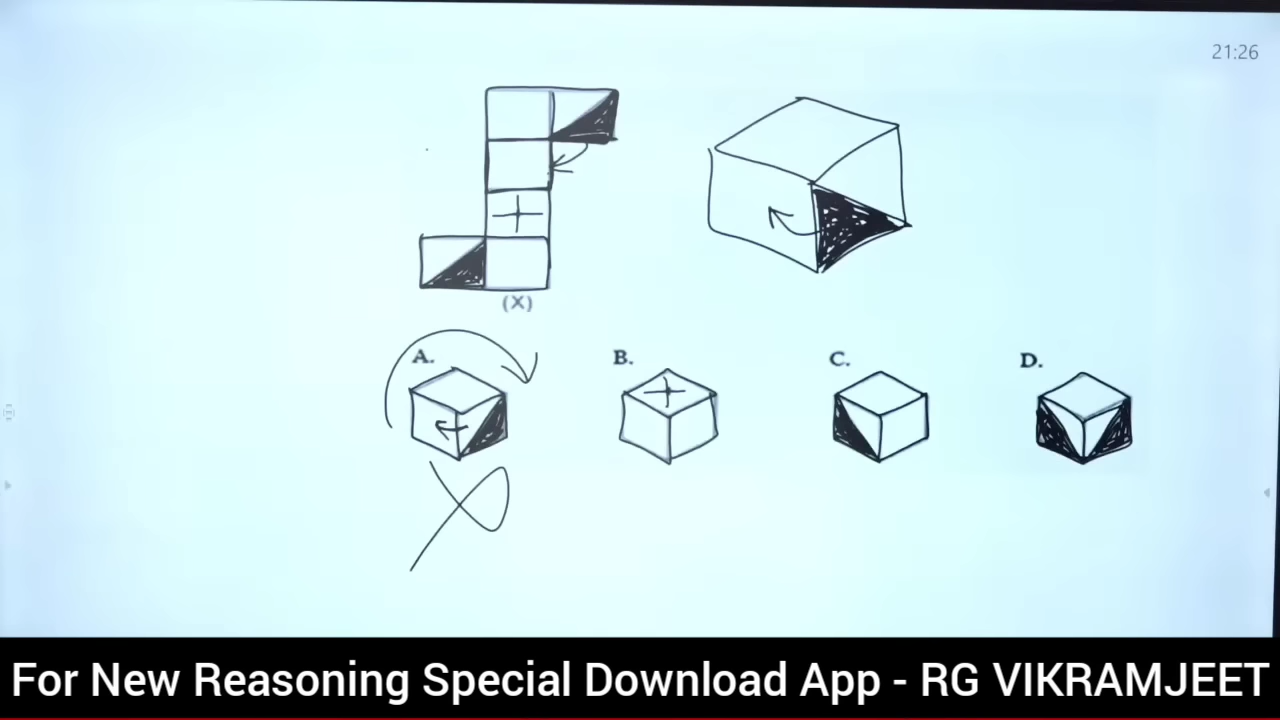 21:26
(X)
A. B. C. D.
For New Reasoning Special Download App - RG VIKRAMJEET